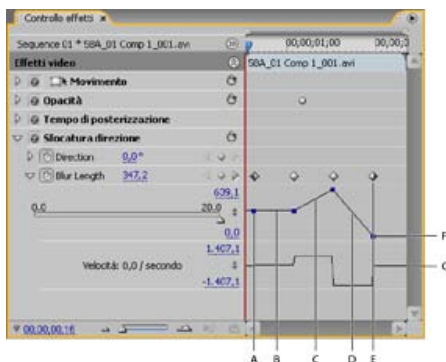 Controllo effetti
Sequence 01 * 58A_01 Comp 1_001.avi
00;00;01;00 00;00;
Effetti video 58A_01 Comp 1_001.avi
Movimento
Opacità
Tempo di posterizzazione
Sfocatura direzione
Direction 0,0°
Blur Length 347,2
639,1
0,0 20,0
0,0
1.407,1
Velocità: 0,0 / secondo
-1.407,1
00;00;00;16
F
G
A B C D E